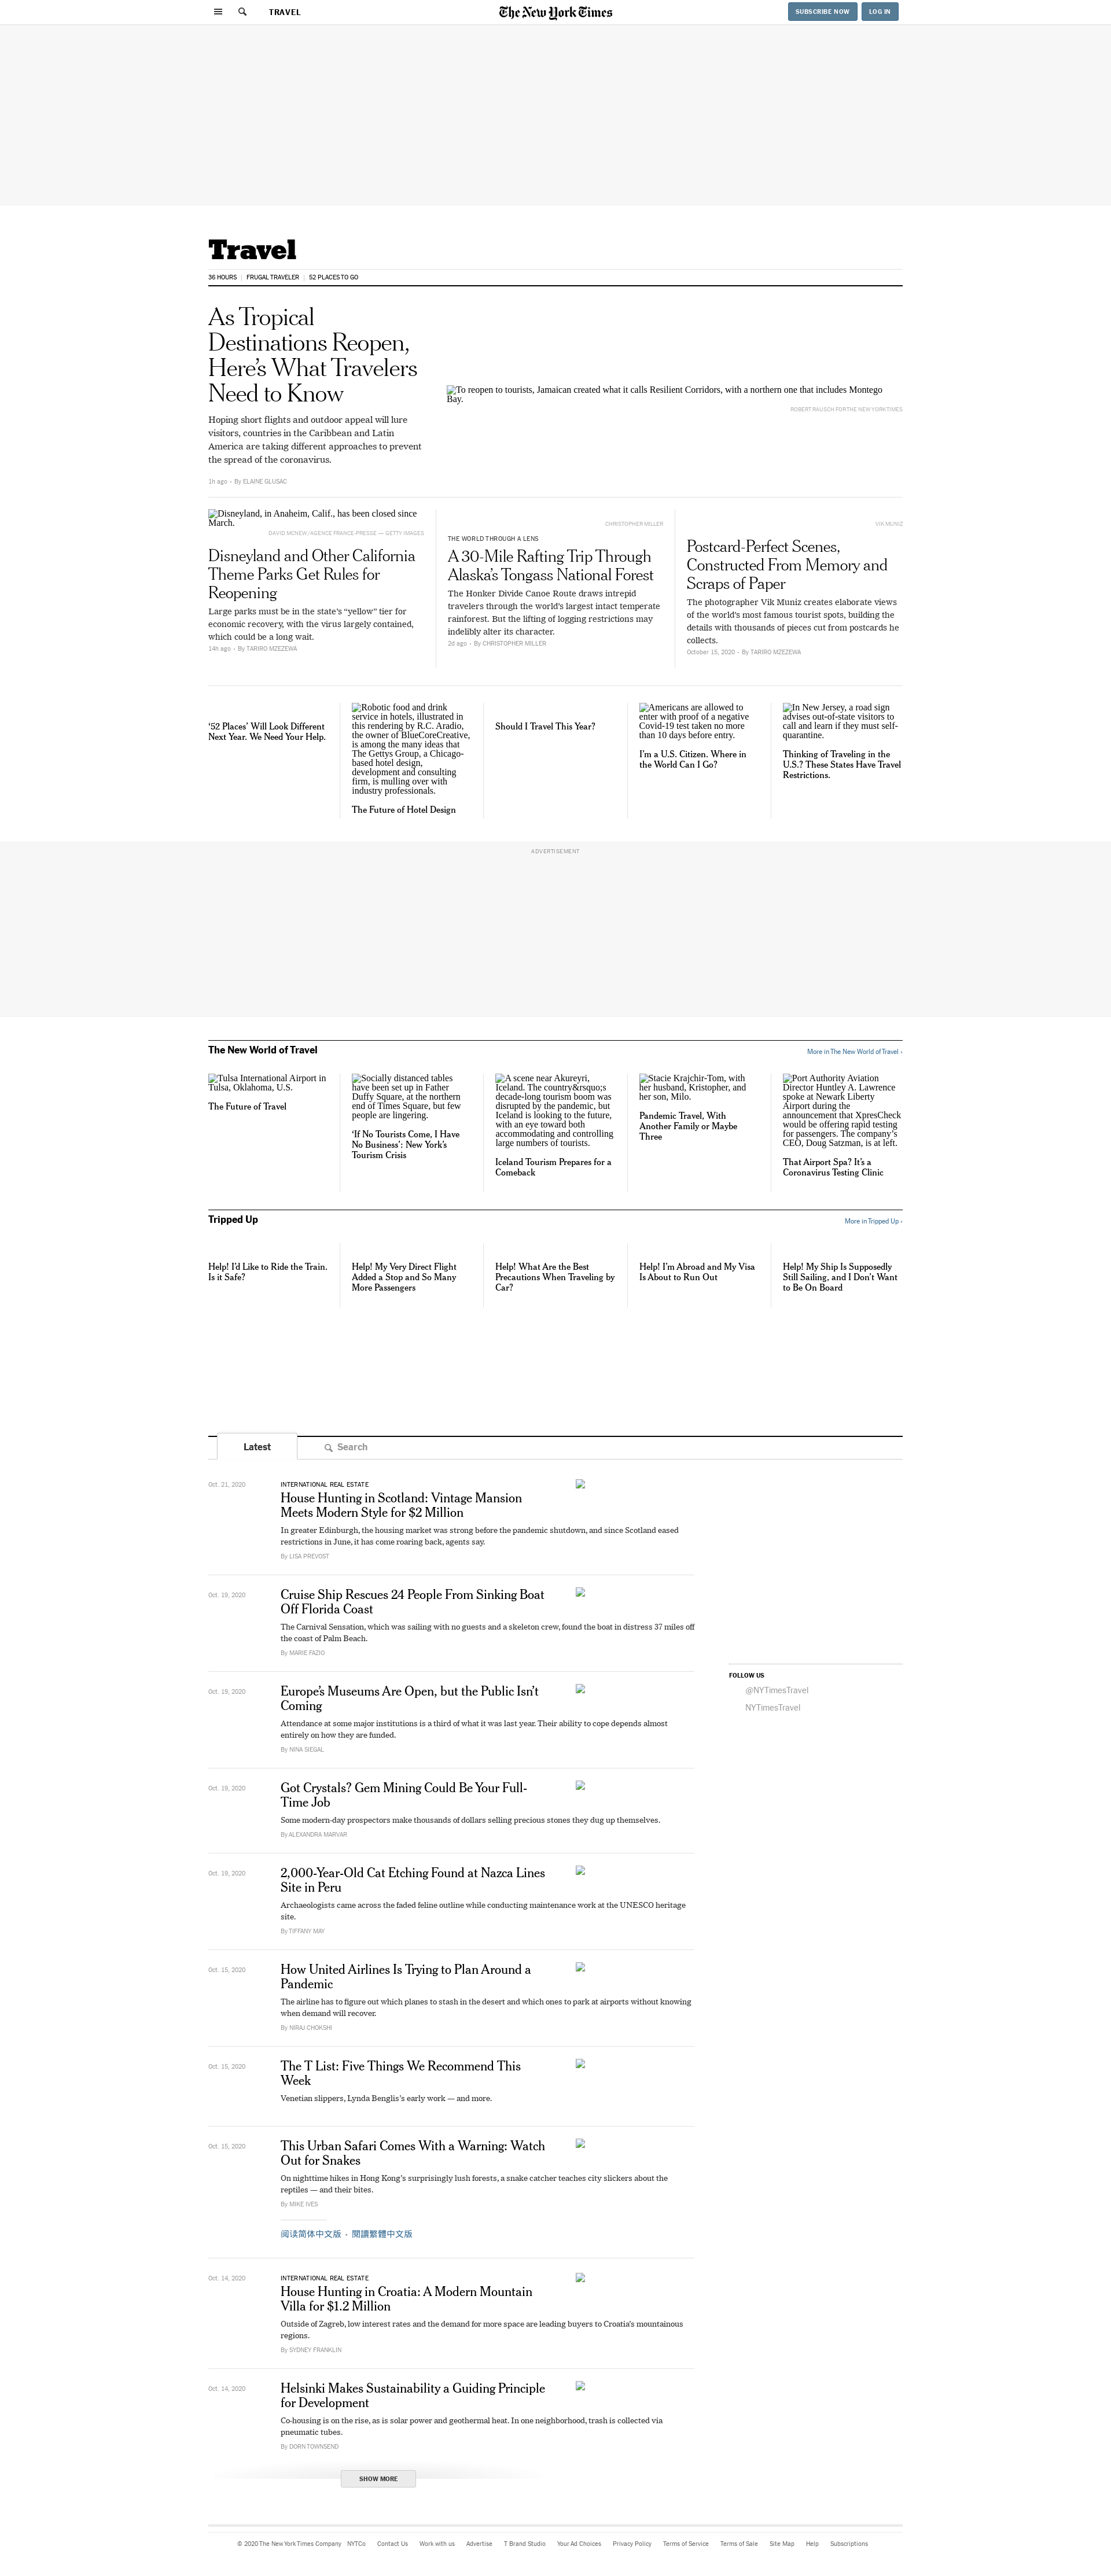 TRAVEL
The New York Times
SUBSCRIBE NOW
LOG IN
Travel
36 HOURS
FRUGAL TRAVELER
52 PLACES TO GO
As Tropical
Destinations Reopen,
Here’s What Travelers
Need to Know
Hoping short flights and outdoor appeal will lure
visitors, countries in the Caribbean and Latin
America are taking different approaches to prevent
the spread of the coronavirus.
1h ago • By ELAINE GLUSAC
To reopen to tourists, Jamaican created what it calls Resilient Corridors, with a northern one that includes Montego
Bay.
ROBERT RAUSCH FOR THE NEW YORK TIMES
Disneyland, in Anaheim, Calif., has been closed since
March.
DAVID MCNEW/AGENCE FRANCE-PRESSE — GETTY IMAGES
Disneyland and Other California
Theme Parks Get Rules for
Reopening
Large parks must be in the state’s “yellow” tier for
economic recovery, with the virus largely contained,
which could be a long wait.
14h ago • By TARIRO MZEZEWA
CHRISTOPHER MILLER
THE WORLD THROUGH A LENS
A 30-Mile Rafting Trip Through
Alaska’s Tongass National Forest
The Honker Divide Canoe Route draws intrepid
travelers through the world’s largest intact temperate
rainforest. But the lifting of logging restrictions may
indelibly alter its character.
2d ago • By CHRISTOPHER MILLER
VIK MUNIZ
Postcard-Perfect Scenes,
Constructed From Memory and
Scraps of Paper
The photographer Vik Muniz creates elaborate views
of the world’s most famous tourist spots, building the
details with thousands of pieces cut from postcards he
collects.
October 15, 2020 • By TARIRO MZEZEWA
‘52 Places’ Will Look Different
Next Year. We Need Your Help.
Robotic food and drink
service in hotels, illustrated in
this rendering by R.C. Aradio,
the owner of BlueCoreCreative,
is among the many ideas that
The Gettys Group, a Chicago-
based hotel design,
development and consulting
firm, is mulling over with
industry professionals.
The Future of Hotel Design
Should I Travel This Year?
Americans are allowed to
enter with proof of a negative
Covid-19 test taken no more
than 10 days before entry.
I’m a U.S. Citizen. Where in
the World Can I Go?
In New Jersey, a road sign
advises out-of-state visitors to
call and learn if they must self-
quarantine.
Thinking of Traveling in the
U.S.? These States Have Travel
Restrictions.
ADVERTISEMENT
The New World of Travel
More in The New World of Travel ›
Tulsa International Airport in
Tulsa, Oklahoma, U.S.
The Future of Travel
Socially distanced tables
have been set up in Father
Duffy Square, at the northern
end of Times Square, but few
people are lingering.
‘If No Tourists Come, I Have
No Business’: New York’s
Tourism Crisis
A scene near Akureyri,
Iceland. The country&rsquo;s
decade-long tourism boom was
disrupted by the pandemic, but
Iceland is looking to the future,
with an eye toward both
accommodating and controlling
large numbers of tourists.
Iceland Tourism Prepares for a
Comeback
Stacie Krajchir-Tom, with
her husband, Kristopher, and
her son, Milo.
Pandemic Travel, With
Another Family or Maybe
Three
Port Authority Aviation
Director Huntley A. Lawrence
spoke at Newark Liberty
Airport during the
announcement that XpresCheck
would be offering rapid testing
for passengers. The company’s
CEO, Doug Satzman, is at left.
That Airport Spa? It’s a
Coronavirus Testing Clinic
Tripped Up
More in Tripped Up ›
Help! I’d Like to Ride the Train.
Is it Safe?
Help! My Very Direct Flight
Added a Stop and So Many
More Passengers
Help! What Are the Best
Precautions When Traveling by
Car?
Help! I’m Abroad and My Visa
Is About to Run Out
Help! My Ship Is Supposedly
Still Sailing, and I Don’t Want
to Be On Board
Latest
Search
Oct. 21, 2020
INTERNATIONAL REAL ESTATE
House Hunting in Scotland: Vintage Mansion
Meets Modern Style for $2 Million
In greater Edinburgh, the housing market was strong before the pandemic shutdown, and since Scotland eased
restrictions in June, it has come roaring back, agents say.
By LISA PREVOST
Oct. 19, 2020
Cruise Ship Rescues 24 People From Sinking Boat
Off Florida Coast
The Carnival Sensation, which was sailing with no guests and a skeleton crew, found the boat in distress 37 miles off
the coast of Palm Beach.
By MARIE FAZIO
FOLLOW US
@NYTimesTravel
NYTimesTravel
Oct. 19, 2020
Europe’s Museums Are Open, but the Public Isn’t
Coming
Attendance at some major institutions is a third of what it was last year. Their ability to cope depends almost
entirely on how they are funded.
By NINA SIEGAL
Oct. 19, 2020
Got Crystals? Gem Mining Could Be Your Full-
Time Job
Some modern-day prospectors make thousands of dollars selling precious stones they dug up themselves.
By ALEXANDRA MARVAR
Oct. 19, 2020
2,000-Year-Old Cat Etching Found at Nazca Lines
Site in Peru
Archaeologists came across the faded feline outline while conducting maintenance work at the UNESCO heritage
site.
By TIFFANY MAY
Oct. 15, 2020
How United Airlines Is Trying to Plan Around a
Pandemic
The airline has to figure out which planes to stash in the desert and which ones to park at airports without knowing
when demand will recover.
By NIRAJ CHOKSHI
Oct. 15, 2020
The T List: Five Things We Recommend This
Week
Venetian slippers, Lynda Benglis’s early work — and more.
Oct. 15, 2020
This Urban Safari Comes With a Warning: Watch
Out for Snakes
On nighttime hikes in Hong Kong’s surprisingly lush forests, a snake catcher teaches city slickers about the
reptiles — and their bites.
By MIKE IVES
阅读简体中文版 • 閱讀繁體中文版
Oct. 14, 2020
INTERNATIONAL REAL ESTATE
House Hunting in Croatia: A Modern Mountain
Villa for $1.2 Million
Outside of Zagreb, low interest rates and the demand for more space are leading buyers to Croatia’s mountainous
regions.
By SYDNEY FRANKLIN
Oct. 14, 2020
Helsinki Makes Sustainability a Guiding Principle
for Development
Co-housing is on the rise, as is solar power and geothermal heat. In one neighborhood, trash is collected via
pneumatic tubes.
By DORN TOWNSEND
SHOW MORE
© 2020 The New York Times Company NYTCo Contact Us Work with us Advertise T Brand Studio Your Ad Choices Privacy Policy Terms of Service Terms of Sale Site Map Help Subscriptions